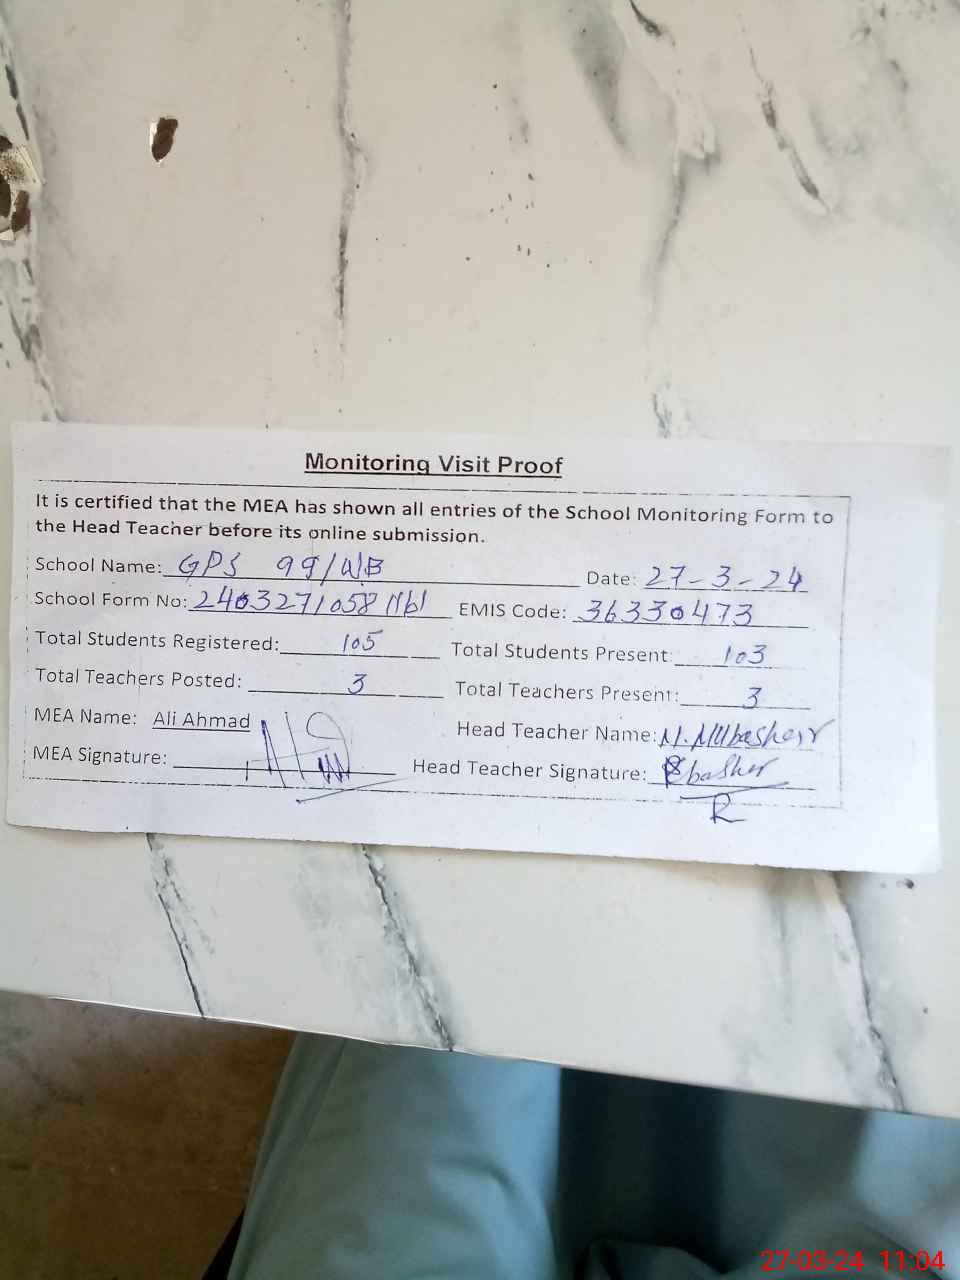 Monitoring Visit Proof
It is certified that the MEA has shown all entries of the School Monitoring Form to
the Head Teacher before its online submission.
School Name: GPS 99/WB Date: 27-3-24
School Form No: 2403271058 EMIS Code: 36330473
Total Students Registered: 105 Total Students Present: 103
Total Teachers Posted: 3 Total Teachers Present: 3
MEA Name: Ali Ahmad Head Teacher Name: M. Mubasherr
MEA Signature: Head Teacher Signature:
27-03-24 11:04